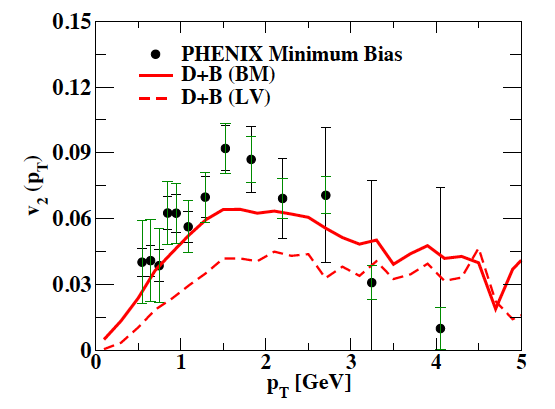 0.15
PHENIX Minimum Bias
D+B (BM)
D+B (LV)
0.12
0.09
0.06
0.03
0
v2 (pT)
0 1 2 3 4 5
pT [GeV]